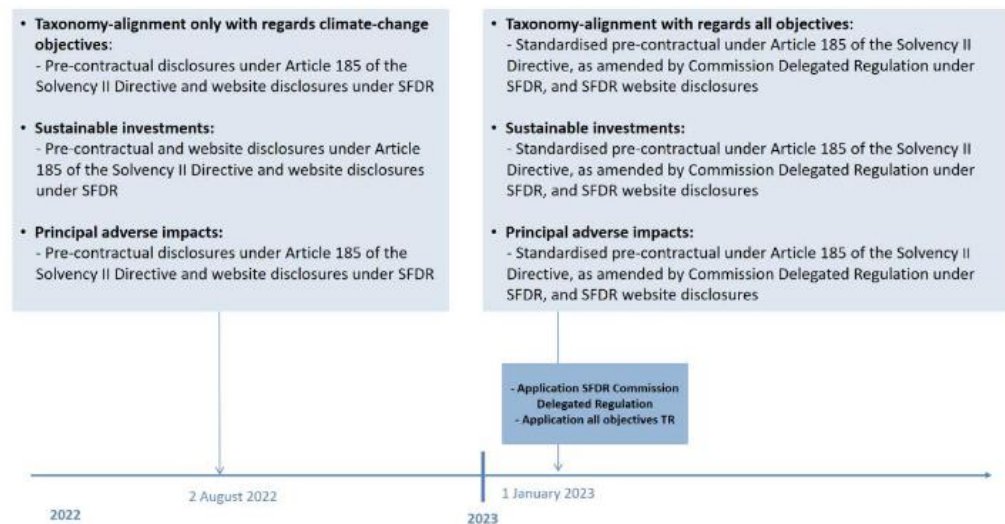 • Taxonomy-alignment only with regards climate-change
objectives:
- Pre-contractual disclosures under Article 185 of the
Solvency II Directive and website disclosures under SFDR
• Sustainable investments:
- Pre-contractual and website disclosures under Article
185 of the Solvency II Directive and website disclosures
under SFDR
• Principal adverse impacts:
- Pre-contractual disclosures under Article 185 of the
Solvency II Directive and website disclosures under SFDR
• Taxonomy-alignment with regards all objectives:
- Standardised pre-contractual under Article 185 of the Solvency II
Directive, as amended by Commission Delegated Regulation under
SFDR, and SFDR website disclosures
• Sustainable investments:
- Standardised pre-contractual under Article 185 of the Solvency II
Directive, as amended by Commission Delegated Regulation under
SFDR, and SFDR website disclosures
• Principal adverse impacts:
- Standardised pre-contractual under Article 185 of the Solvency II
Directive, as amended by Commission Delegated Regulation under
SFDR, and SFDR website disclosures
- Application SFDR Commission
Delegated Regulation
- Application all objectives TR
2 August 2022
1 January 2023
2022
2023